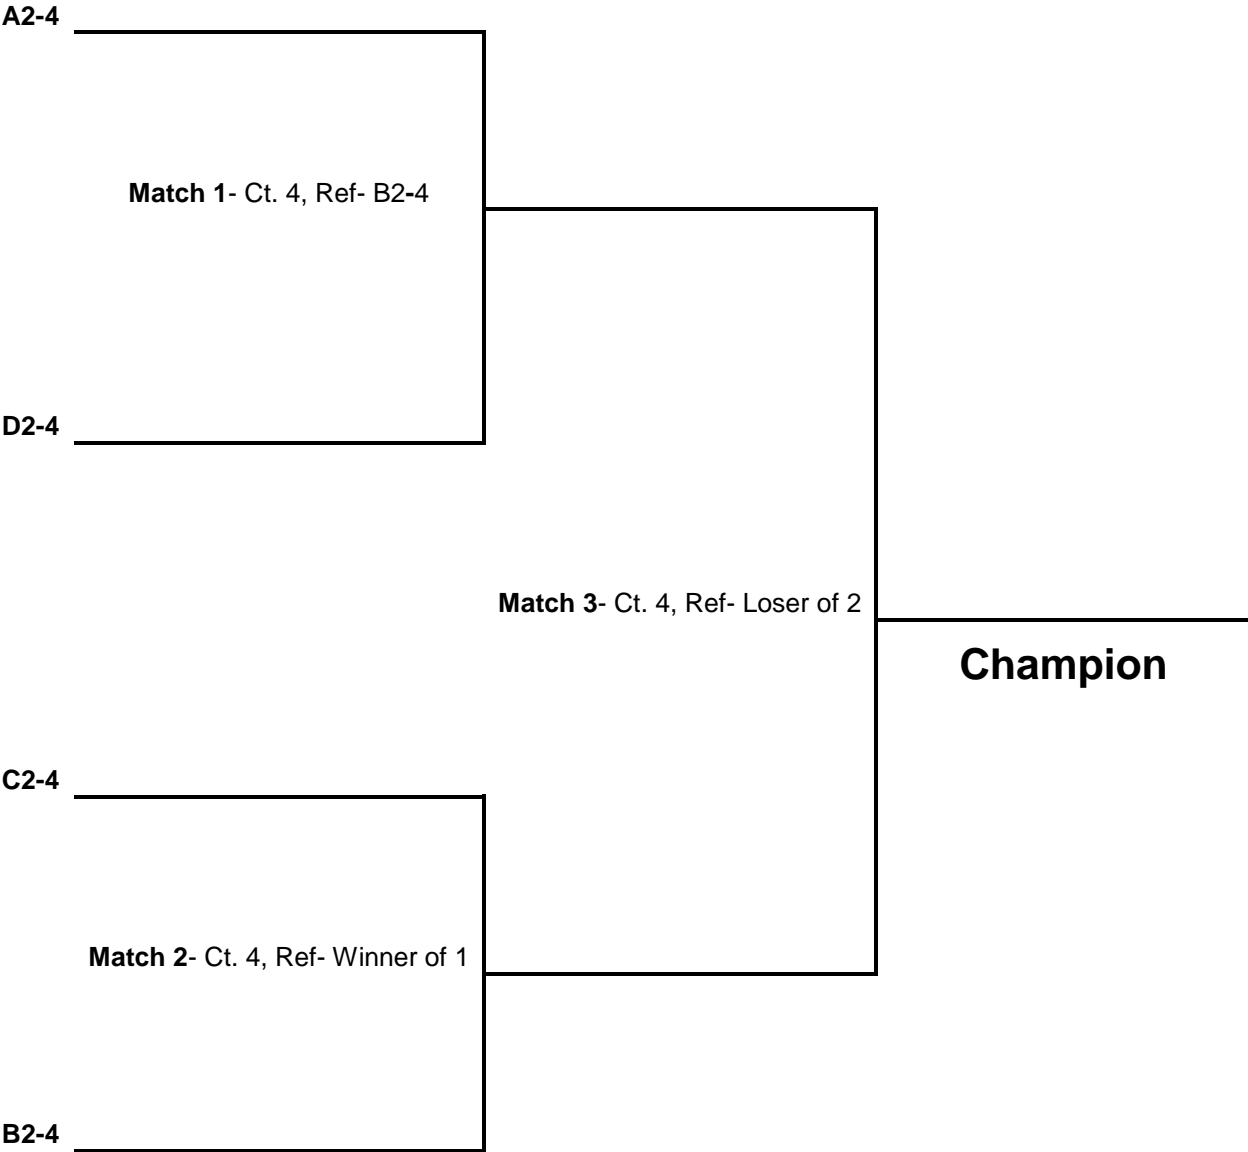 A2-4
Match 1- Ct. 4, Ref- B2-4
D2-4
Match 3- Ct. 4, Ref- Loser of 2
Champion
C2-4
Match 2- Ct. 4, Ref- Winner of 1
B2-4